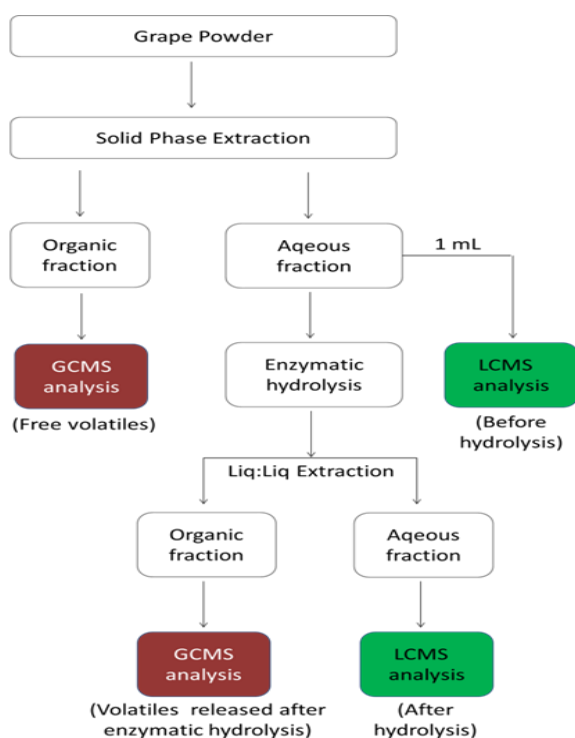 Grape Powder
Solid Phase Extraction
Organic
fraction
Aqeous
fraction
1 mL
GCMS
analysis
(Free volatiles)
Enzymatic
hydrolysis
LCMS
analysis
(Before
hydrolysis)
Liq:Liq Extraction
Organic
fraction
Aqeous
fraction
GCMS
analysis
(Volatiles released after
enzymatic hydrolysis)
LCMS
analysis
(After
hydrolysis)